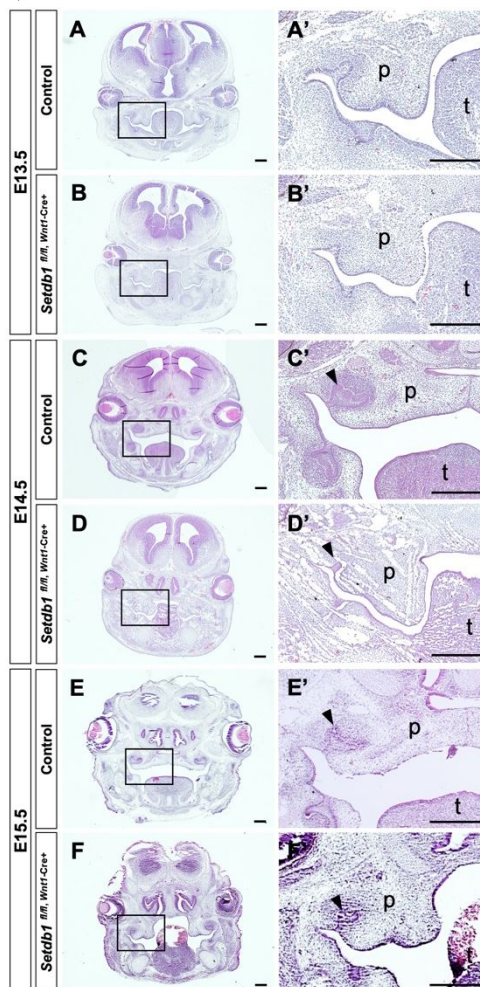 A
A’
E13.5
Control
p
t
B
B’
Setdb1 fl/fl, Wnt1-Cre+
p
t
C
C’
E14.5
Control
p
t
D
D’
Setdb1 fl/fl, Wnt1-Cre+
p
t
E
E’
E15.5
Control
p
t
F
F’
Setdb1 fl/fl, Wnt1-Cre+
p
t